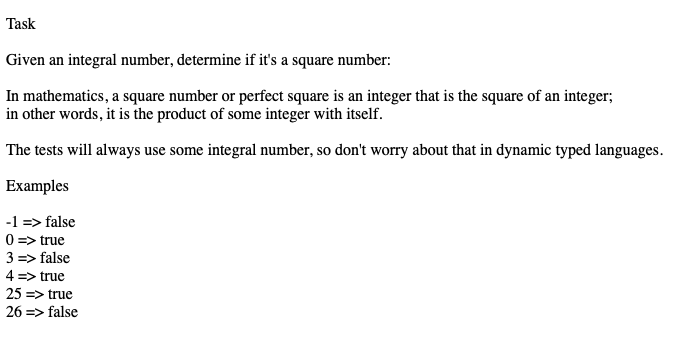 Task
Given an integral number, determine if it's a square number:
In mathematics, a square number or perfect square is an integer that is the square of an integer;
in other words, it is the product of some integer with itself.
The tests will always use some integral number, so don't worry about that in dynamic typed languages.
Examples
-1 => false
0 => true
3 => false
4 => true
25 => true
26 => false